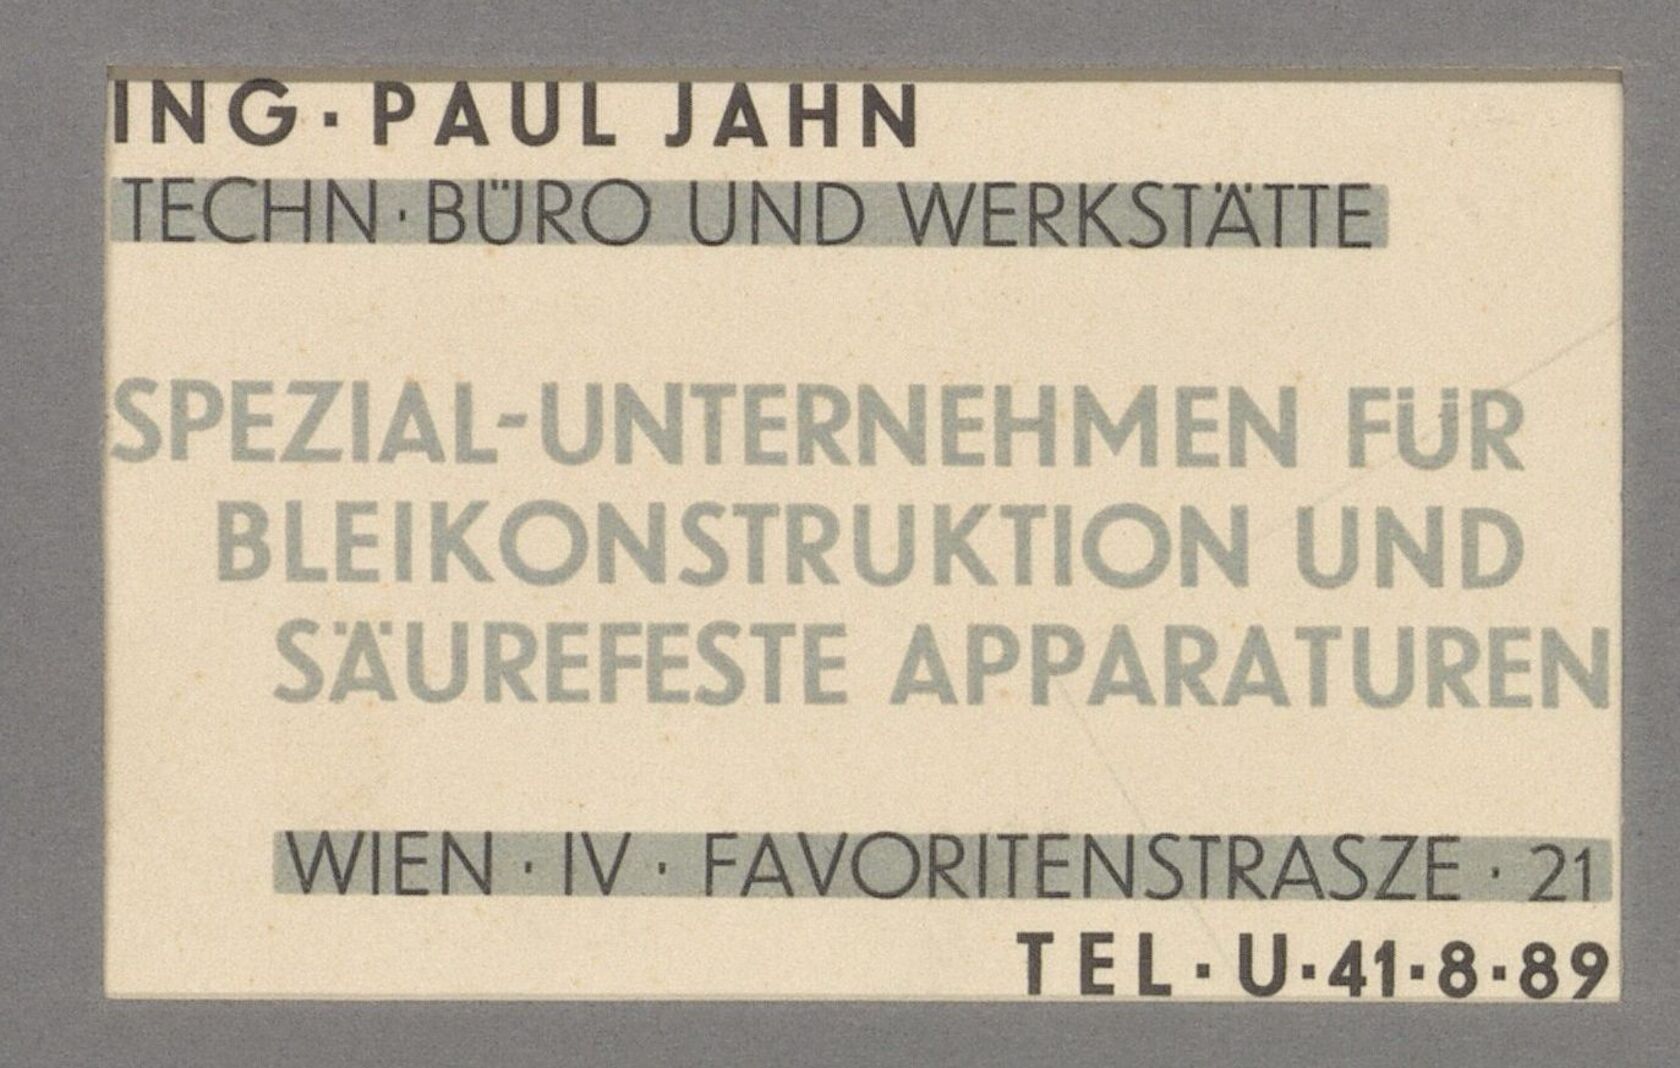 ING · PAUL JAHN
TECHN · BÜRO UND WERKSTÄTTE
SPEZIAL-UNTERNEHMEN FÜR
BLEIKONSTRUKTION UND
SÄUREFESTE APPARATUREN
WIEN · IV · FAVORITENSTRASZE · 21
TEL · U · 41 · 8 · 89